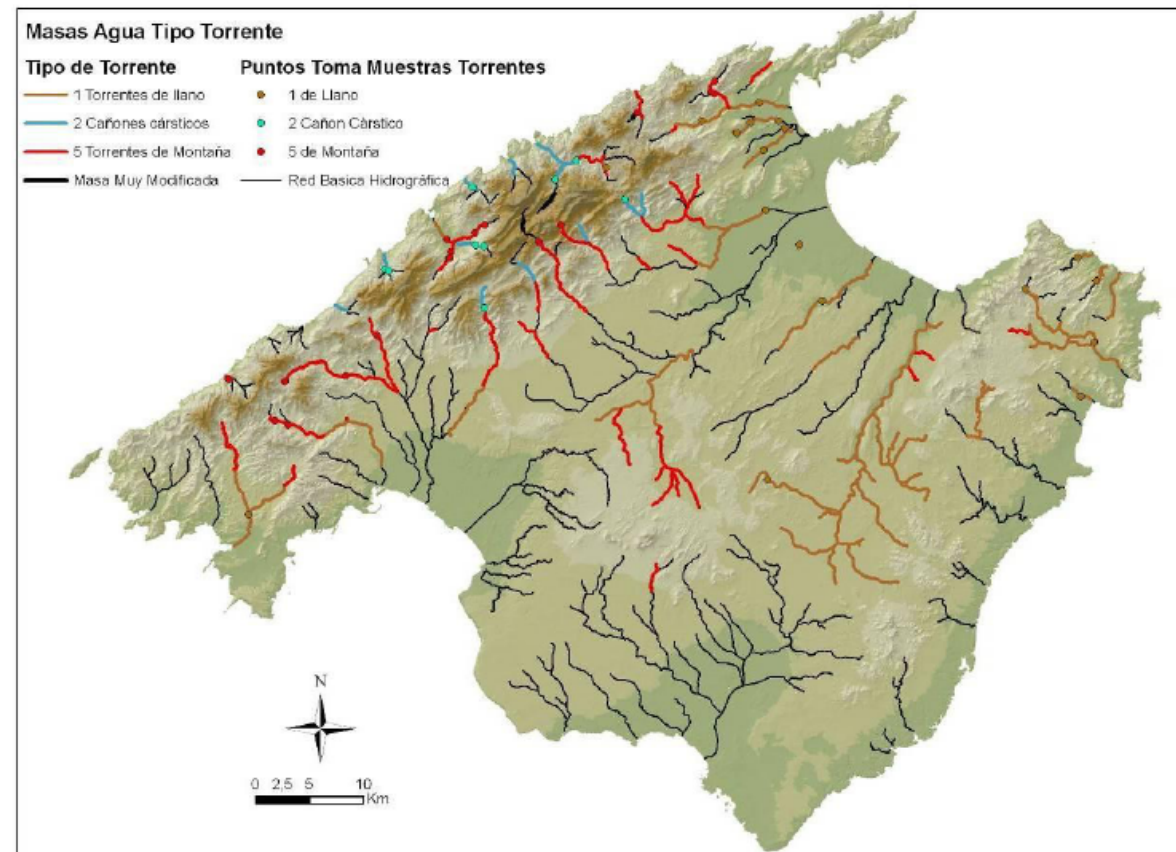 Masas Agua Tipo Torrente
Tipo de Torrente
1 Torrentes de llano
2 Cañones cársticos
5 Torrentes de Montaña
Masa Muy Modificada
Puntos Toma Muestras Torrentes
1 de Llano
2 Cañon Cárstico
5 de Montaña
Red Basica Hidrográfica
N
0 2,5 5 10
Km